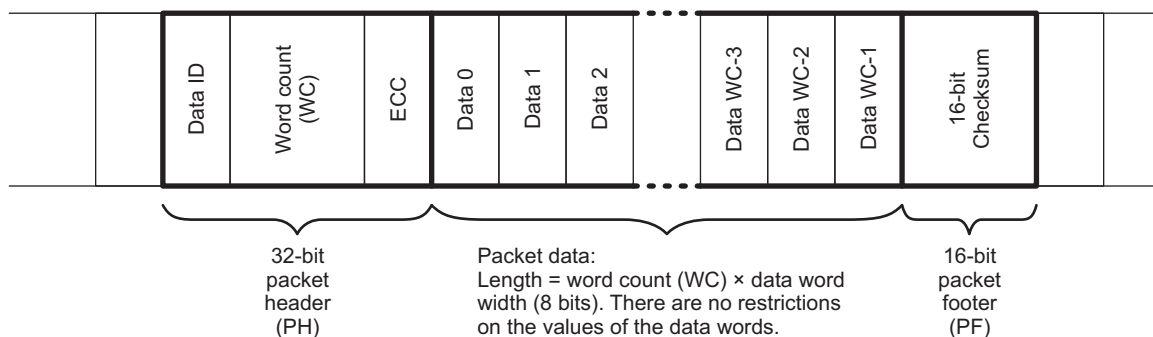 Data ID
Word count
(WC)
ECC
Data 0
Data 1
Data 2
Data WC-3
Data WC-2
Data WC-1
16-bit
Checksum
32-bit
packet
header
(PH)
Packet data:
Length = word count (WC) × data word
width (8 bits). There are no restrictions
on the values of the data words.
16-bit
packet
footer
(PF)